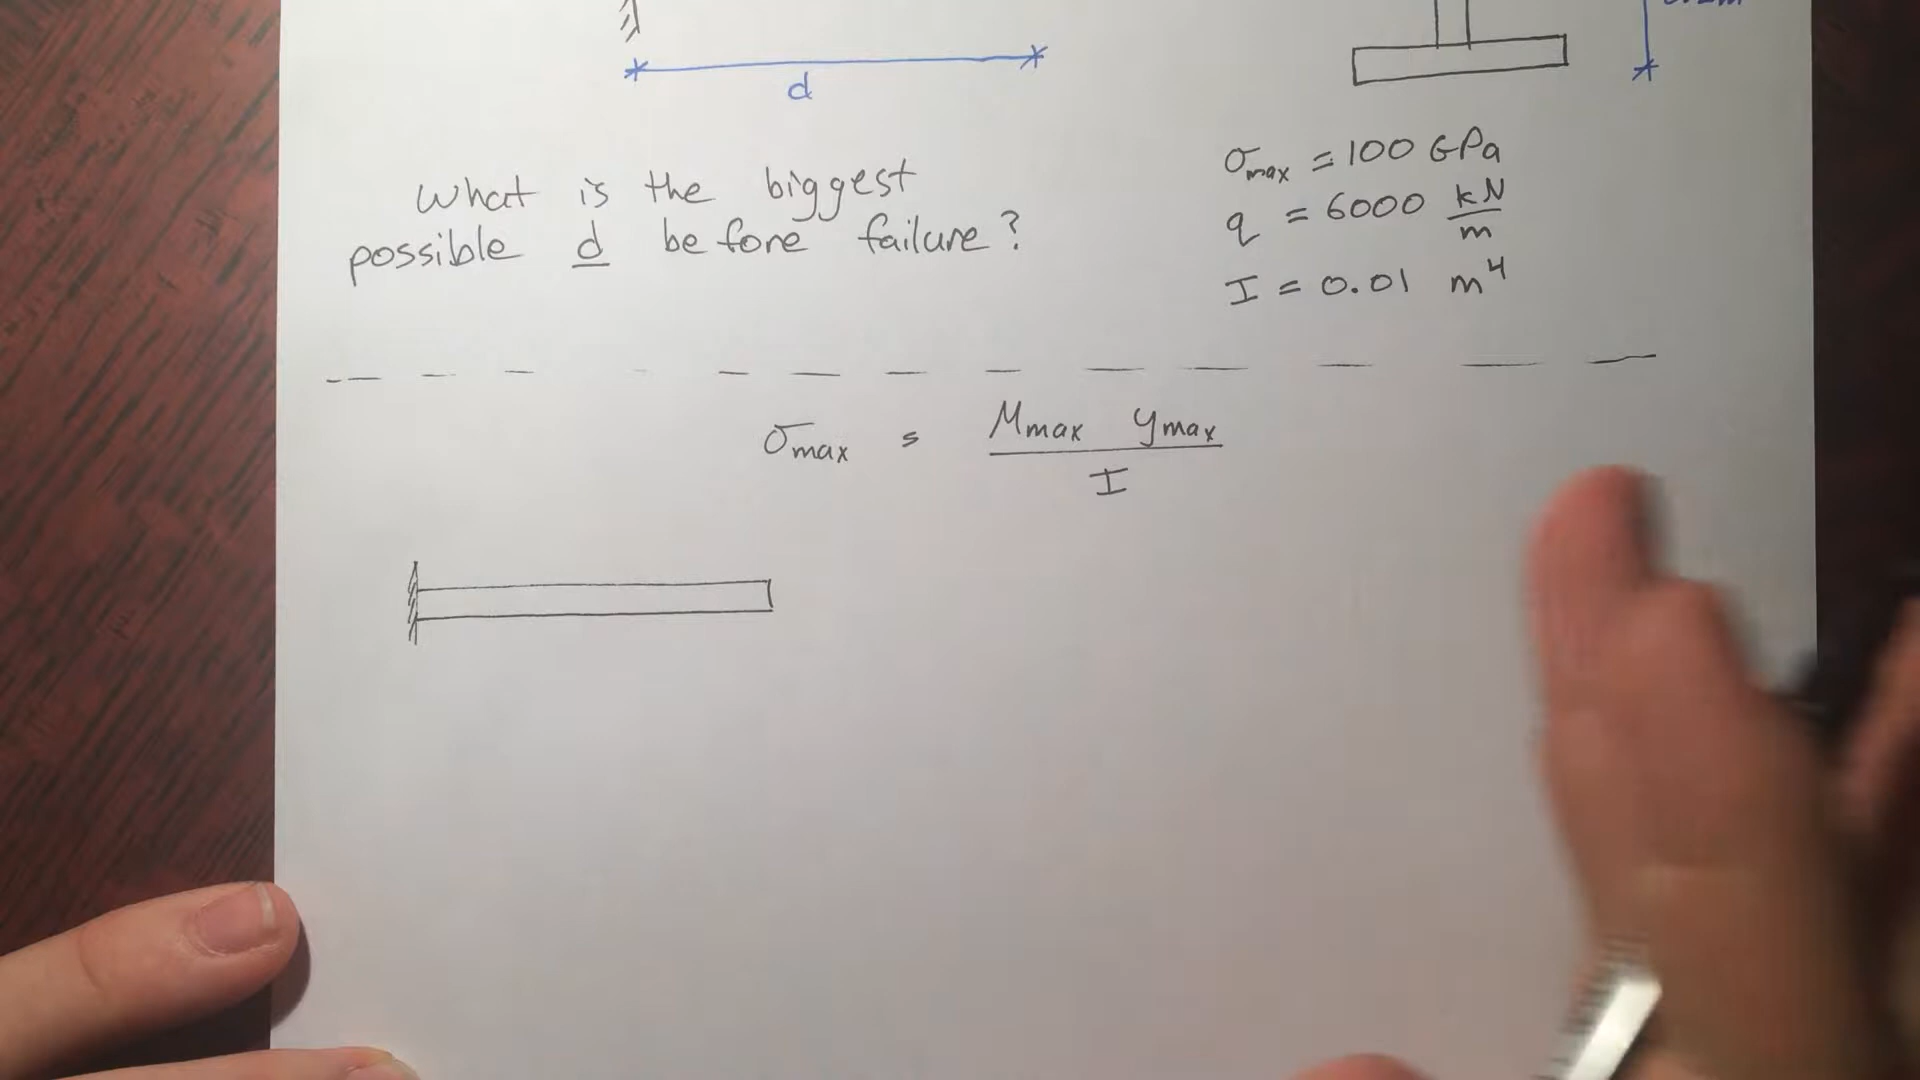 d
What is the biggest
possible d before failure?
σmax = 100 GPa
q = 6000 kN/m
I = 0.01 m⁴
σmax = Mmax ymax / I